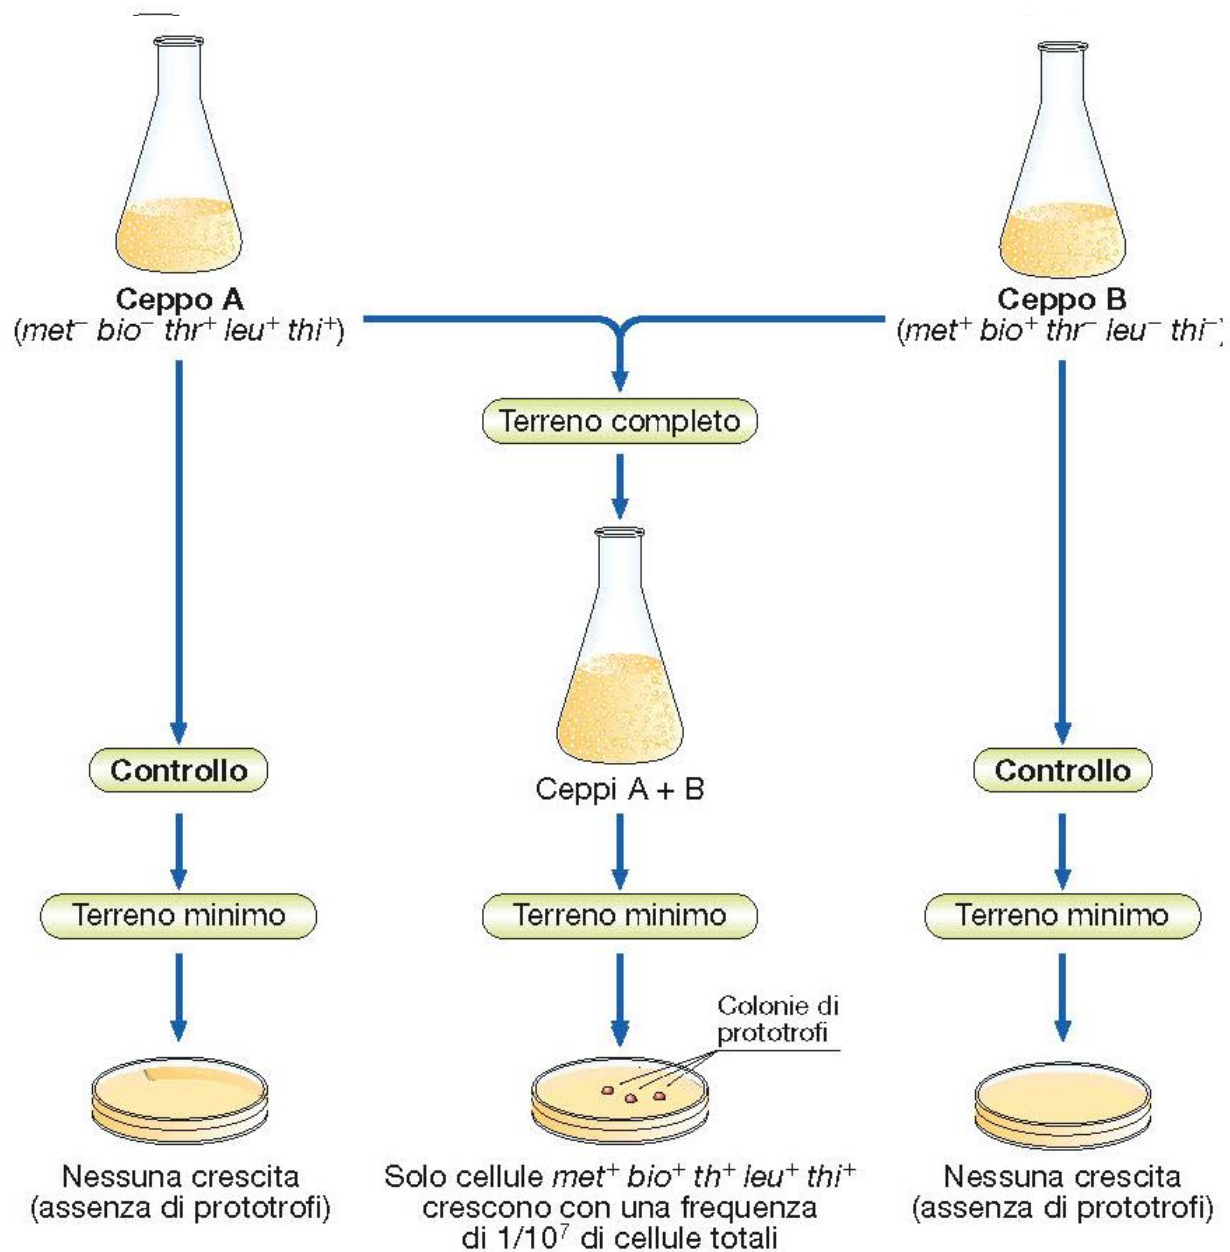 Ceppo A
(met⁻ bio⁻ thr⁺ leu⁺ thi⁺)
Ceppo B
(met⁺ bio⁺ thr⁻ leu⁻ thi⁻)
Terreno completo
Ceppi A + B
Controllo
Controllo
Terreno minimo
Terreno minimo
Terreno minimo
Colonie di
prototrofi
Nessuna crescita
(assenza di prototrofi)
Solo cellule met⁺ bio⁺ th⁺ leu⁺ thi⁺
crescono con una frequenza
di 1/10⁷ di cellule totali
Nessuna crescita
(assenza di prototrofi)